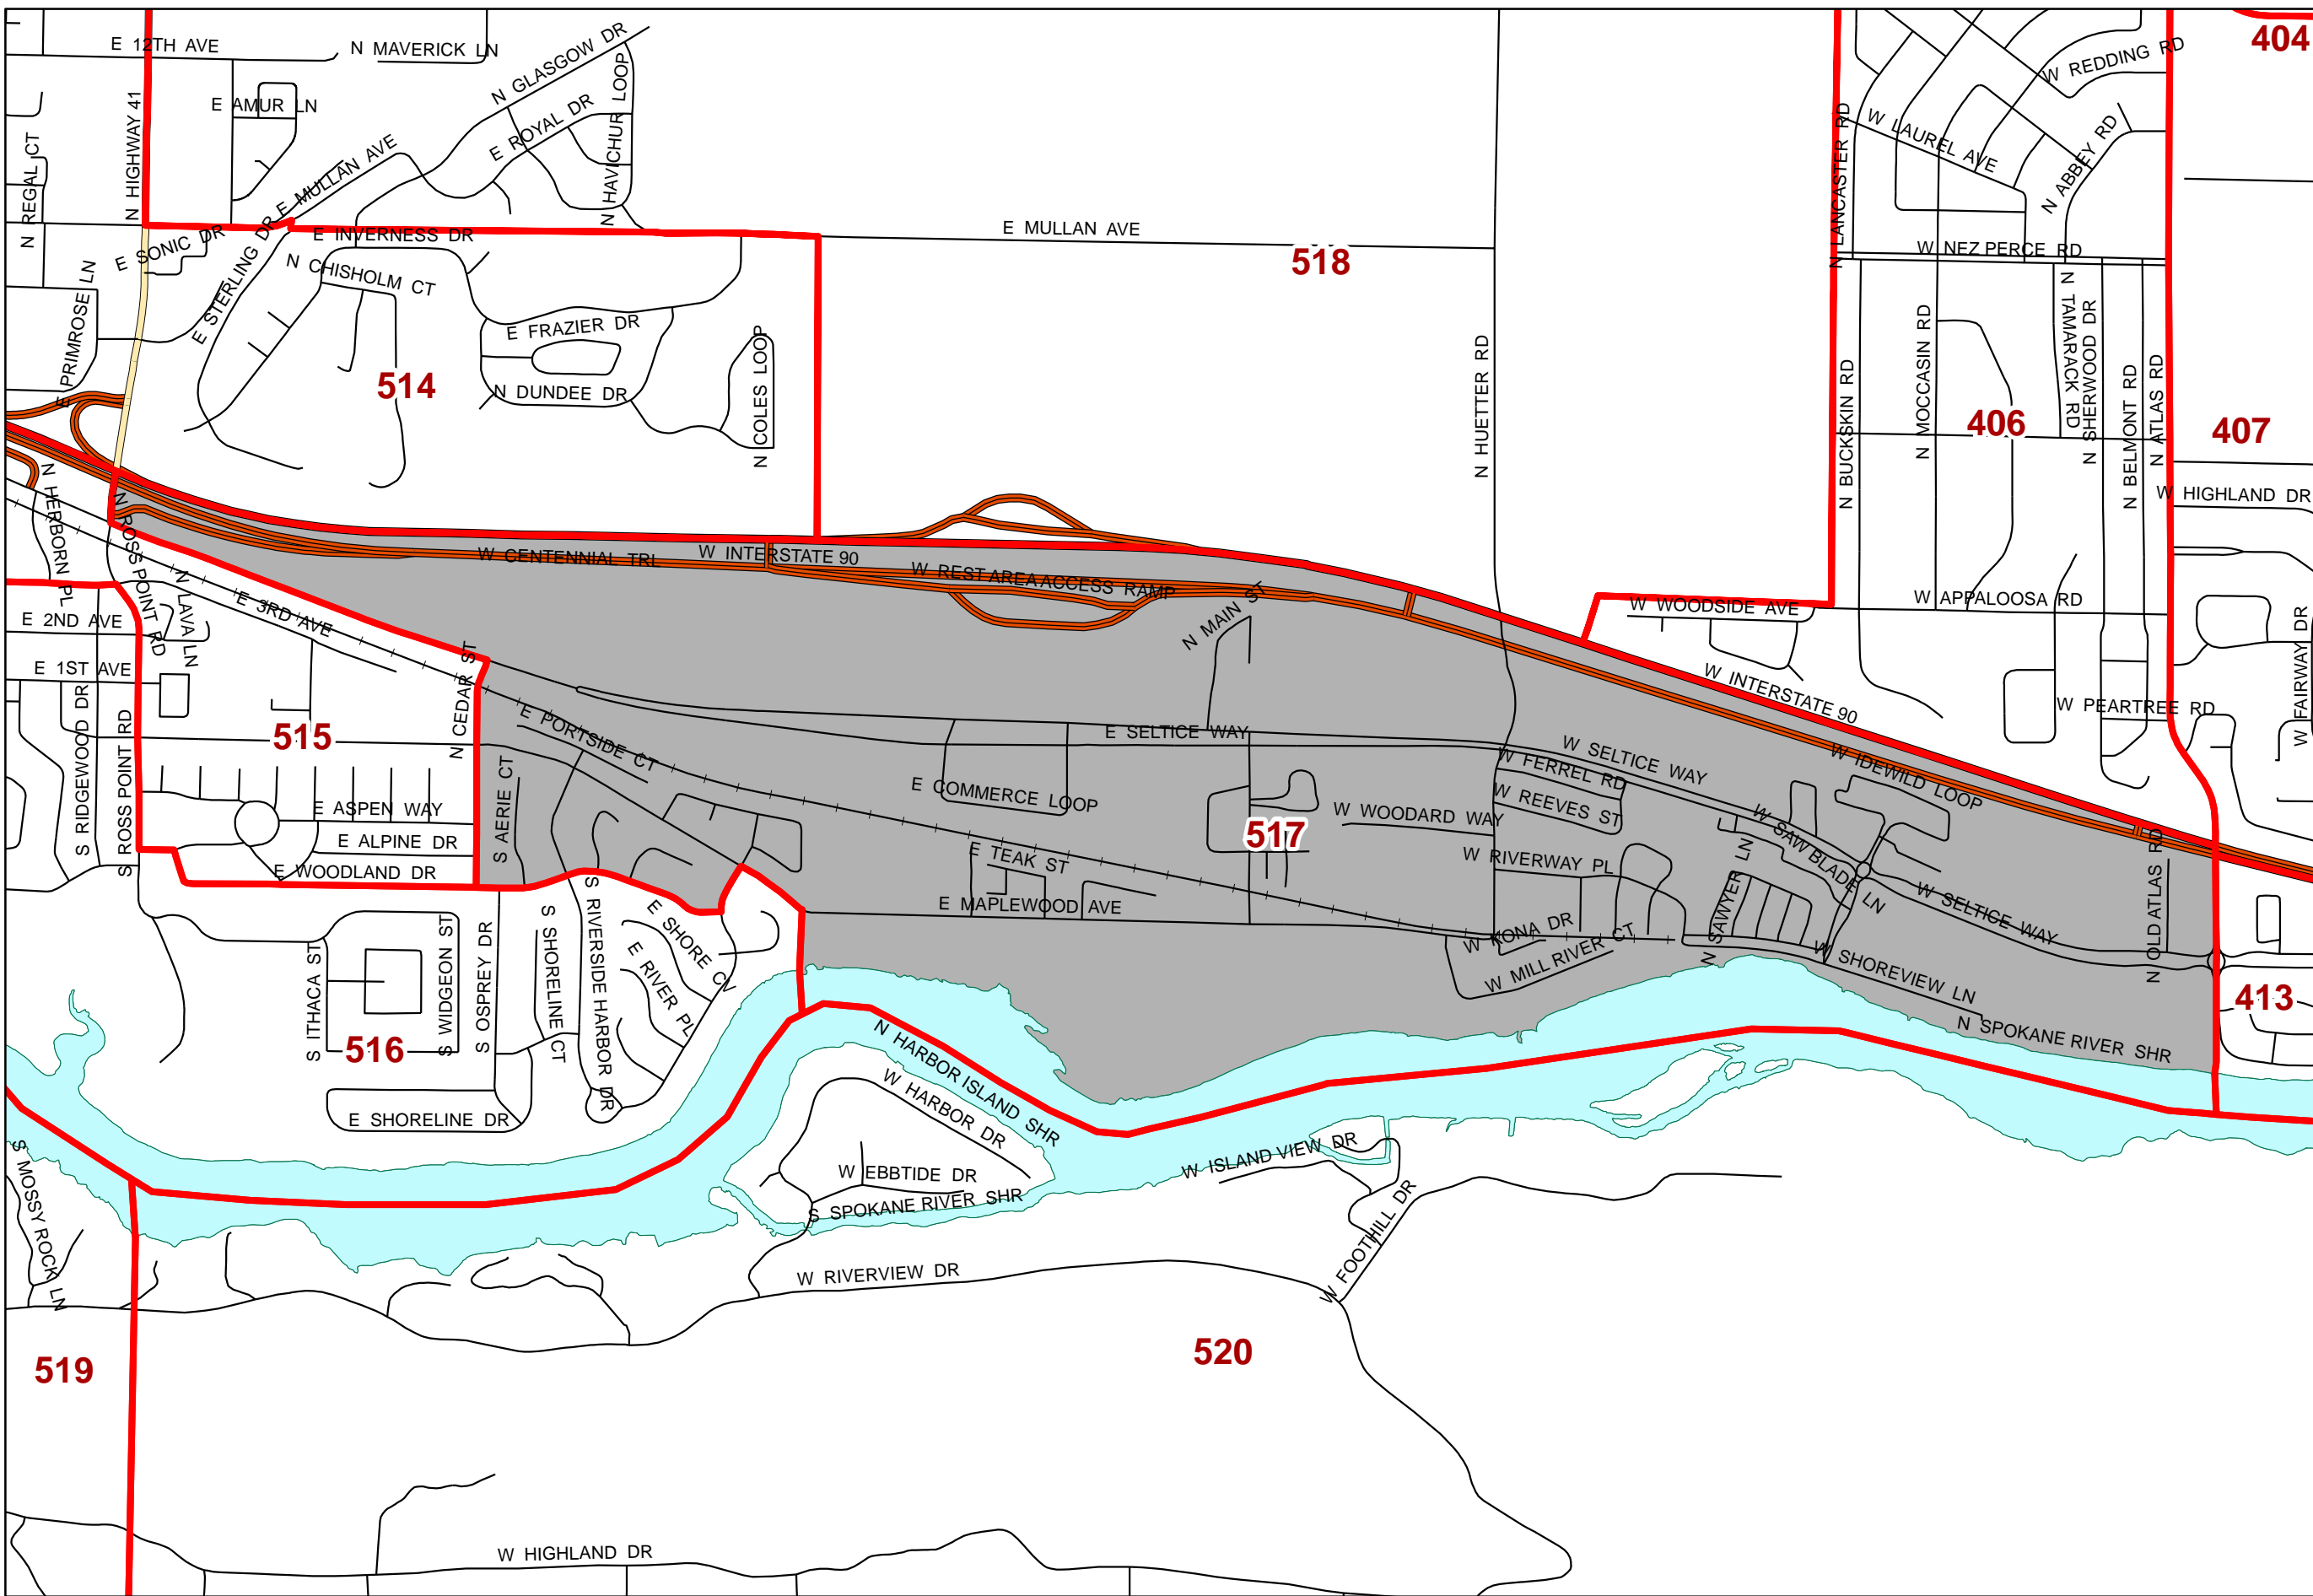 E 12TH AVE
N MAVERICK LN
N GLASGOW DR
404
W REDDING RD
E AMUR LN
N HIGHWAY 41
E ROYAL DR
N HAVICHUR LOOP
N LANCASTER RD
W LAUREL AVE
N ABBEY RD
N REGAL CT
E MULLAN AVE
E SONIC DR
E STERLING DR
E INVERNESS DR
E MULLAN AVE
518
W NEZ PERCE RD
N CHISHOLM CT
E PRIMROSE LN
E FRAZIER DR
514
N DUNDEE DR
N COLES LOOP
N HUETTER RD
N BUCKSKIN RD
N MOCCASIN RD
406
N TAMARACK RD
N SHERWOOD DR
N BELMONT RD
N ATLAS RD
407
W HIGHLAND DR
N HERBORN PL
N ROSS POINT RD
W CENTENNIAL TRL
W INTERSTATE 90
W REST AREA ACCESS RAMP
N MAIN ST
W WOODSIDE AVE
W APPALOOSA RD
N LAVA LN
E 3RD AVE
E 2ND AVE
E 1ST AVE
W INTERSTATE 90
W PEARTREE RD
W FAIRWAY DR
S RIDGEWOOD DR
S ROSS POINT RD
515
N CEDAR ST
E PORTSIDE CT
E SELTICE WAY
W SELTICE WAY
W IDEWILD LOOP
S AERIE CT
E COMMERCE LOOP
W FERREL RD
W REEVES ST
W WOODARD WAY
517
W SAW BLADE LN
E ASPEN WAY
E ALPINE DR
E WOODLAND DR
E TEAK ST
W RIVERWAY PL
N SAWYER LN
W SELTICE WAY
N OLD ATLAS RD
E MAPLEWOOD AVE
W KONA DR
W MILL RIVER CT
W SHOREVIEW LN
413
S ITHACA ST
S WIDGEON ST
S OSPREY DR
S SHORELINE CT
S RIVERSIDE HARBOR DR
E SHORE CV
E RIVER PL
516
N HARBOR ISLAND SHR
N SPOKANE RIVER SHR
W HARBOR DR
E SHORELINE DR
W EBBTIDE DR
W ISLAND VIEW DR
S SPOKANE RIVER SHR
S MOSSY ROCK LN
W FOOTHILL DR
W RIVERVIEW DR
519
520
W HIGHLAND DR